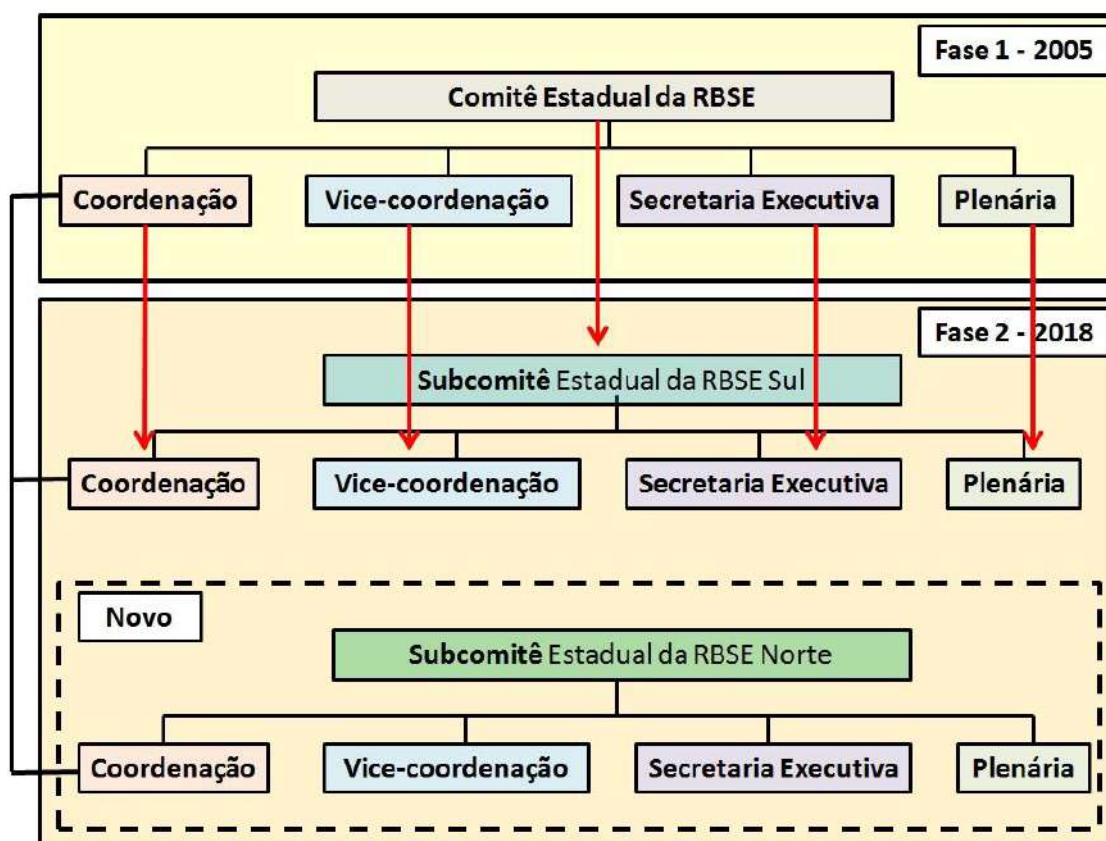 Fase 1 - 2005
Comitê Estadual da RBSE
Coordenação
Vice-coordenação
Secretaria Executiva
Plenária
Fase 2 - 2018
Subcomitê Estadual da RBSE Sul
Coordenação
Vice-coordenação
Secretaria Executiva
Plenária
Novo
Subcomitê Estadual da RBSE Norte
Coordenação
Vice-coordenação
Secretaria Executiva
Plenária